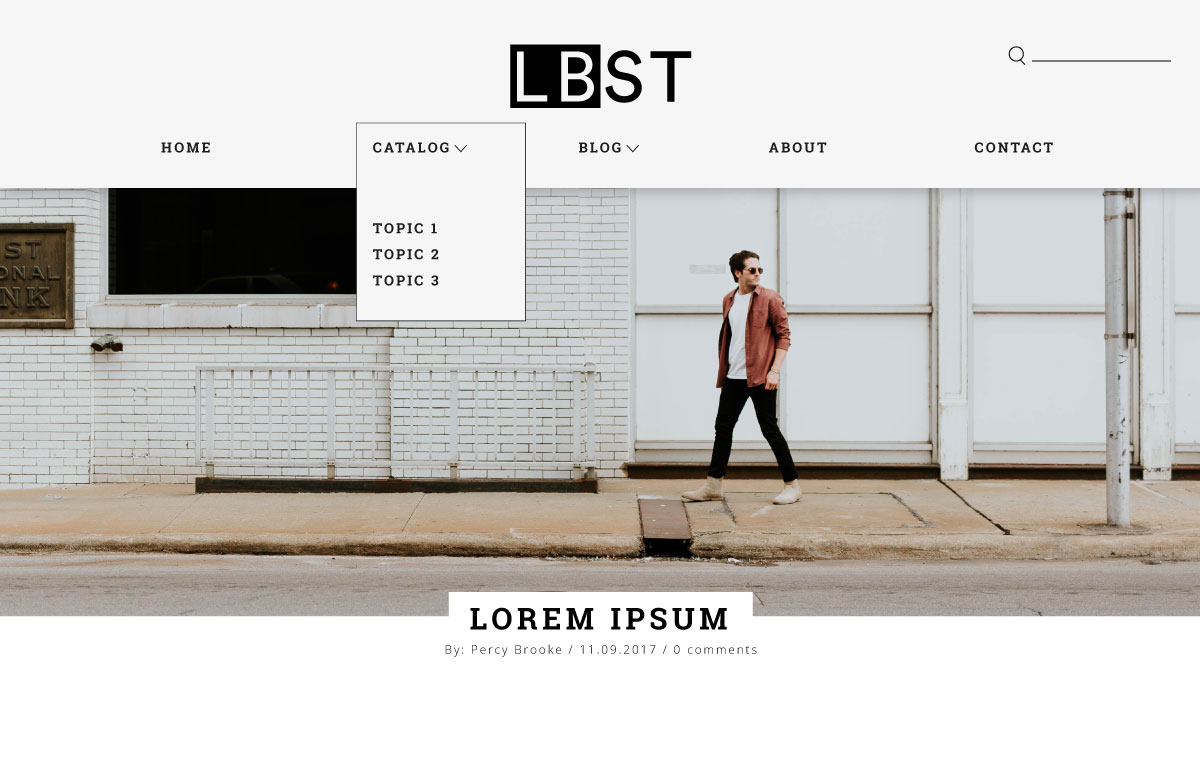 LBST
HOME CATALOG BLOG ABOUT CONTACT
TOPIC 1
TOPIC 2
TOPIC 3
ST
ONAL
NK
LOREM IPSUM
By: Percy Brooke / 11.09.2017 / 0 comments